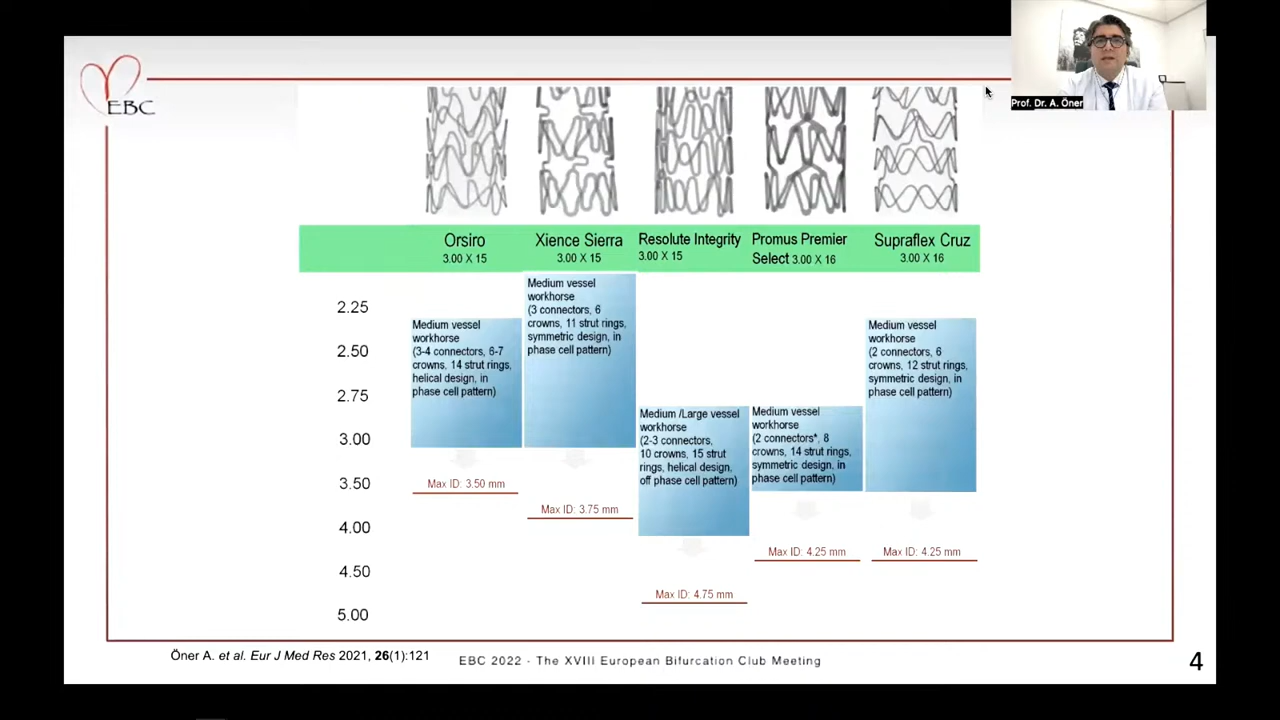 Prof. Dr. A. Öner
EBC
Orsiro
3.00 X 15
Xience Sierra
3.00 X 15
Resolute Integrity
3.00 X 15
Promus Premier
Select 3.00 X 16
Supraflex Cruz
3.00 X 16
2.25
2.50
2.75
3.00
3.50
4.00
4.50
5.00
Medium vessel
workhorse
(3-4 connectors, 6-7
crowns, 14 strut rings,
helical design, in
phase cell pattern)
Max ID: 3.50 mm
Medium vessel
workhorse
(3 connectors, 6
crowns, 11 strut rings,
symmetric design, in
phase cell pattern)
Max ID: 3.75 mm
Medium /Large vessel
workhorse
(2-3 connectors,
10 crowns, 15 strut
rings, helical design,
off phase cell pattern)
Max ID: 4.75 mm
Medium vessel
workhorse
(2 connectors*, 8
crowns, 14 strut rings,
symmetric design, in
phase cell pattern)
Max ID: 4.25 mm
Medium vessel
workhorse
(2 connectors, 6
crowns, 12 strut rings,
symmetric design, in
phase cell pattern)
Max ID: 4.25 mm
Öner A. et al. Eur J Med Res 2021, 26(1):121
EBC 2022 - The XVIII European Bifurcation Club Meeting
4